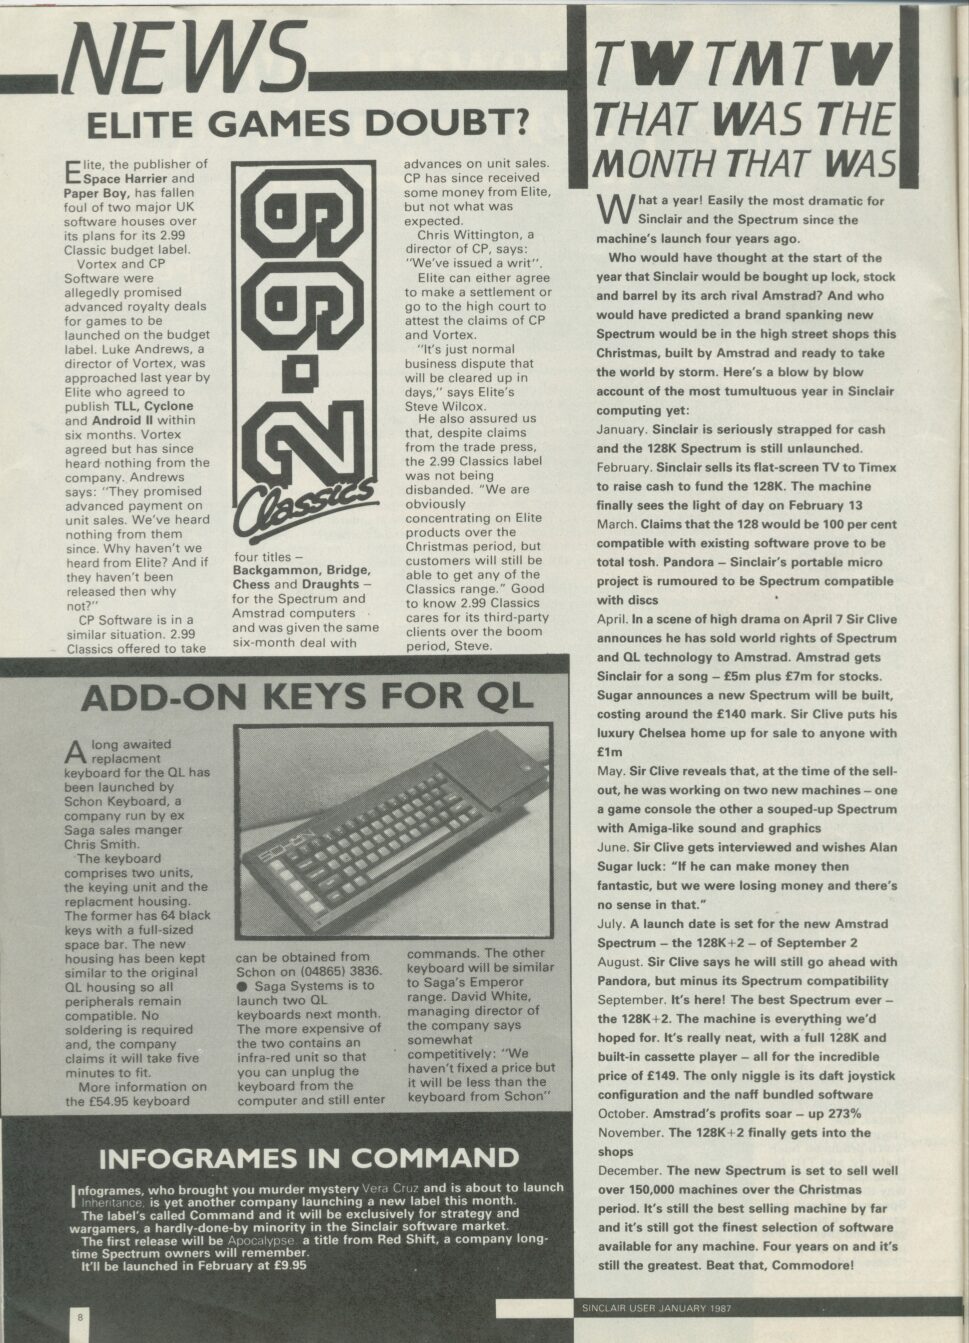 NEWS
ELITE GAMES DOUBT?
Elite, the publisher of
Space Harrier and
Paper Boy, has fallen
foul of two major UK
software houses over
its plans for its 2.99
Classic budget label.
Vortex and CP
Software were
allegedly promised
advanced royalty deals
for games to be
launched on the budget
label. Luke Andrews, a
director of Vortex, was
approached last year by
Elite who agreed to
publish TLL, Cyclone
and Android II within
six months. Vortex
agreed but has since
heard nothing from the
company. Andrews
says: "They promised
advanced payment on
unit sales. We've heard
nothing from them
since. Why haven't we
heard from Elite? And if
they haven't been
released then why
not?"
CP Software is in a
similar situation. 2.99
Classics offered to take
2.99
Classics
four titles –
Backgammon, Bridge,
Chess and Draughts –
for the Spectrum and
Amstrad computers
and was given the same
six-month deal with
advances on unit sales.
CP has since received
some money from Elite,
but not what was
expected.
Chris Wittington, a
director of CP, says:
"We've issued a writ".
Elite can either agree
to make a settlement or
go to the high court to
attest the claims of CP
and Vortex.
"It's just normal
business dispute that
will be cleared up in
days," says Elite's
Steve Wilcox.
He also assured us
that, despite claims
from the trade press,
the 2.99 Classics label
was not being
disbanded. "We are
obviously
concentrating on Elite
products over the
Christmas period, but
customers will still be
able to get any of the
Classics range." Good
to know 2.99 Classics
cares for its third-party
clients over the boom
period, Steve.
ADD-ON KEYS FOR QL
A long awaited
replacment
keyboard for the QL has
been launched by
Schon Keyboard, a
company run by ex
Saga sales manger
Chris Smith.
The keyboard
comprises two units,
the keying unit and the
replacment housing.
The former has 64 black
keys with a full-sized
space bar. The new
housing has been kept
similar to the original
QL housing so all
peripherals remain
compatible. No
soldering is required
and, the company
claims it will take five
minutes to fit.
More information on
the £54.95 keyboard
can be obtained from
Schon on (04865) 3836.
● Saga Systems is to
launch two QL
keyboards next month.
The more expensive of
the two contains an
infra-red unit so that
you can unplug the
keyboard from the
computer and still enter
commands. The other
keyboard will be similar
to Saga's Emperor
range. David White,
managing director of
the company says
somewhat
competitively: "We
haven't fixed a price but
it will be less than the
keyboard from Schon"
INFOGRAMES IN COMMAND
Infogrames, who brought you murder mystery Vera Cruz and is about to launch
Inheritance, is yet another company launching a new label this month.
The label's called Command and it will be exclusively for strategy and
wargamers, a hardly-done-by minority in the Sinclair software market.
The first release will be Apocalypse a title from Red Shift, a company long-
time Spectrum owners will remember.
It'll be launched in February at £9.95
TW TMTW
THAT WAS THE
MONTH THAT WAS
What a year! Easily the most dramatic for
Sinclair and the Spectrum since the
machine's launch four years ago.
Who would have thought at the start of the
year that Sinclair would be bought up lock, stock
and barrel by its arch rival Amstrad? And who
would have predicted a brand spanking new
Spectrum would be in the high street shops this
Christmas, built by Amstrad and ready to take
the world by storm. Here's a blow by blow
account of the most tumultuous year in Sinclair
computing yet:
January. Sinclair is seriously strapped for cash
and the 128K Spectrum is still unlaunched.
February. Sinclair sells its flat-screen TV to Timex
to raise cash to fund the 128K. The machine
finally sees the light of day on February 13
March. Claims that the 128 would be 100 per cent
compatible with existing software prove to be
total tosh. Pandora – Sinclair's portable micro
project is rumoured to be Spectrum compatible
with discs
April. In a scene of high drama on April 7 Sir Clive
announces he has sold world rights of Spectrum
and QL technology to Amstrad. Amstrad gets
Sinclair for a song – £5m plus £7m for stocks.
Sugar announces a new Spectrum will be built,
costing around the £140 mark. Sir Clive puts his
luxury Chelsea home up for sale to anyone with
£1m
May. Sir Clive reveals that, at the time of the sell-
out, he was working on two new machines – one
a game console the other a souped-up Spectrum
with Amiga-like sound and graphics
June. Sir Clive gets interviewed and wishes Alan
Sugar luck: "If he can make money then
fantastic, but we were losing money and there's
no sense in that."
July. A launch date is set for the new Amstrad
Spectrum – the 128K+2 – of September 2
August. Sir Clive says he will still go ahead with
Pandora, but minus its Spectrum compatibility
September. It's here! The best Spectrum ever –
the 128K+2. The machine is everything we'd
hoped for. It's really neat, with a full 128K and
built-in cassette player – all for the incredible
price of £149. The only niggle is its daft joystick
configuration and the naff bundled software
October. Amstrad's profits soar – up 273%
November. The 128K+2 finally gets into the
shops
December. The new Spectrum is set to sell well
over 150,000 machines over the Christmas
period. It's still the best selling machine by far
and it's still got the finest selection of software
available for any machine. Four years on and it's
still the greatest. Beat that, Commodore!
8
SINCLAIR USER JANUARY 1987